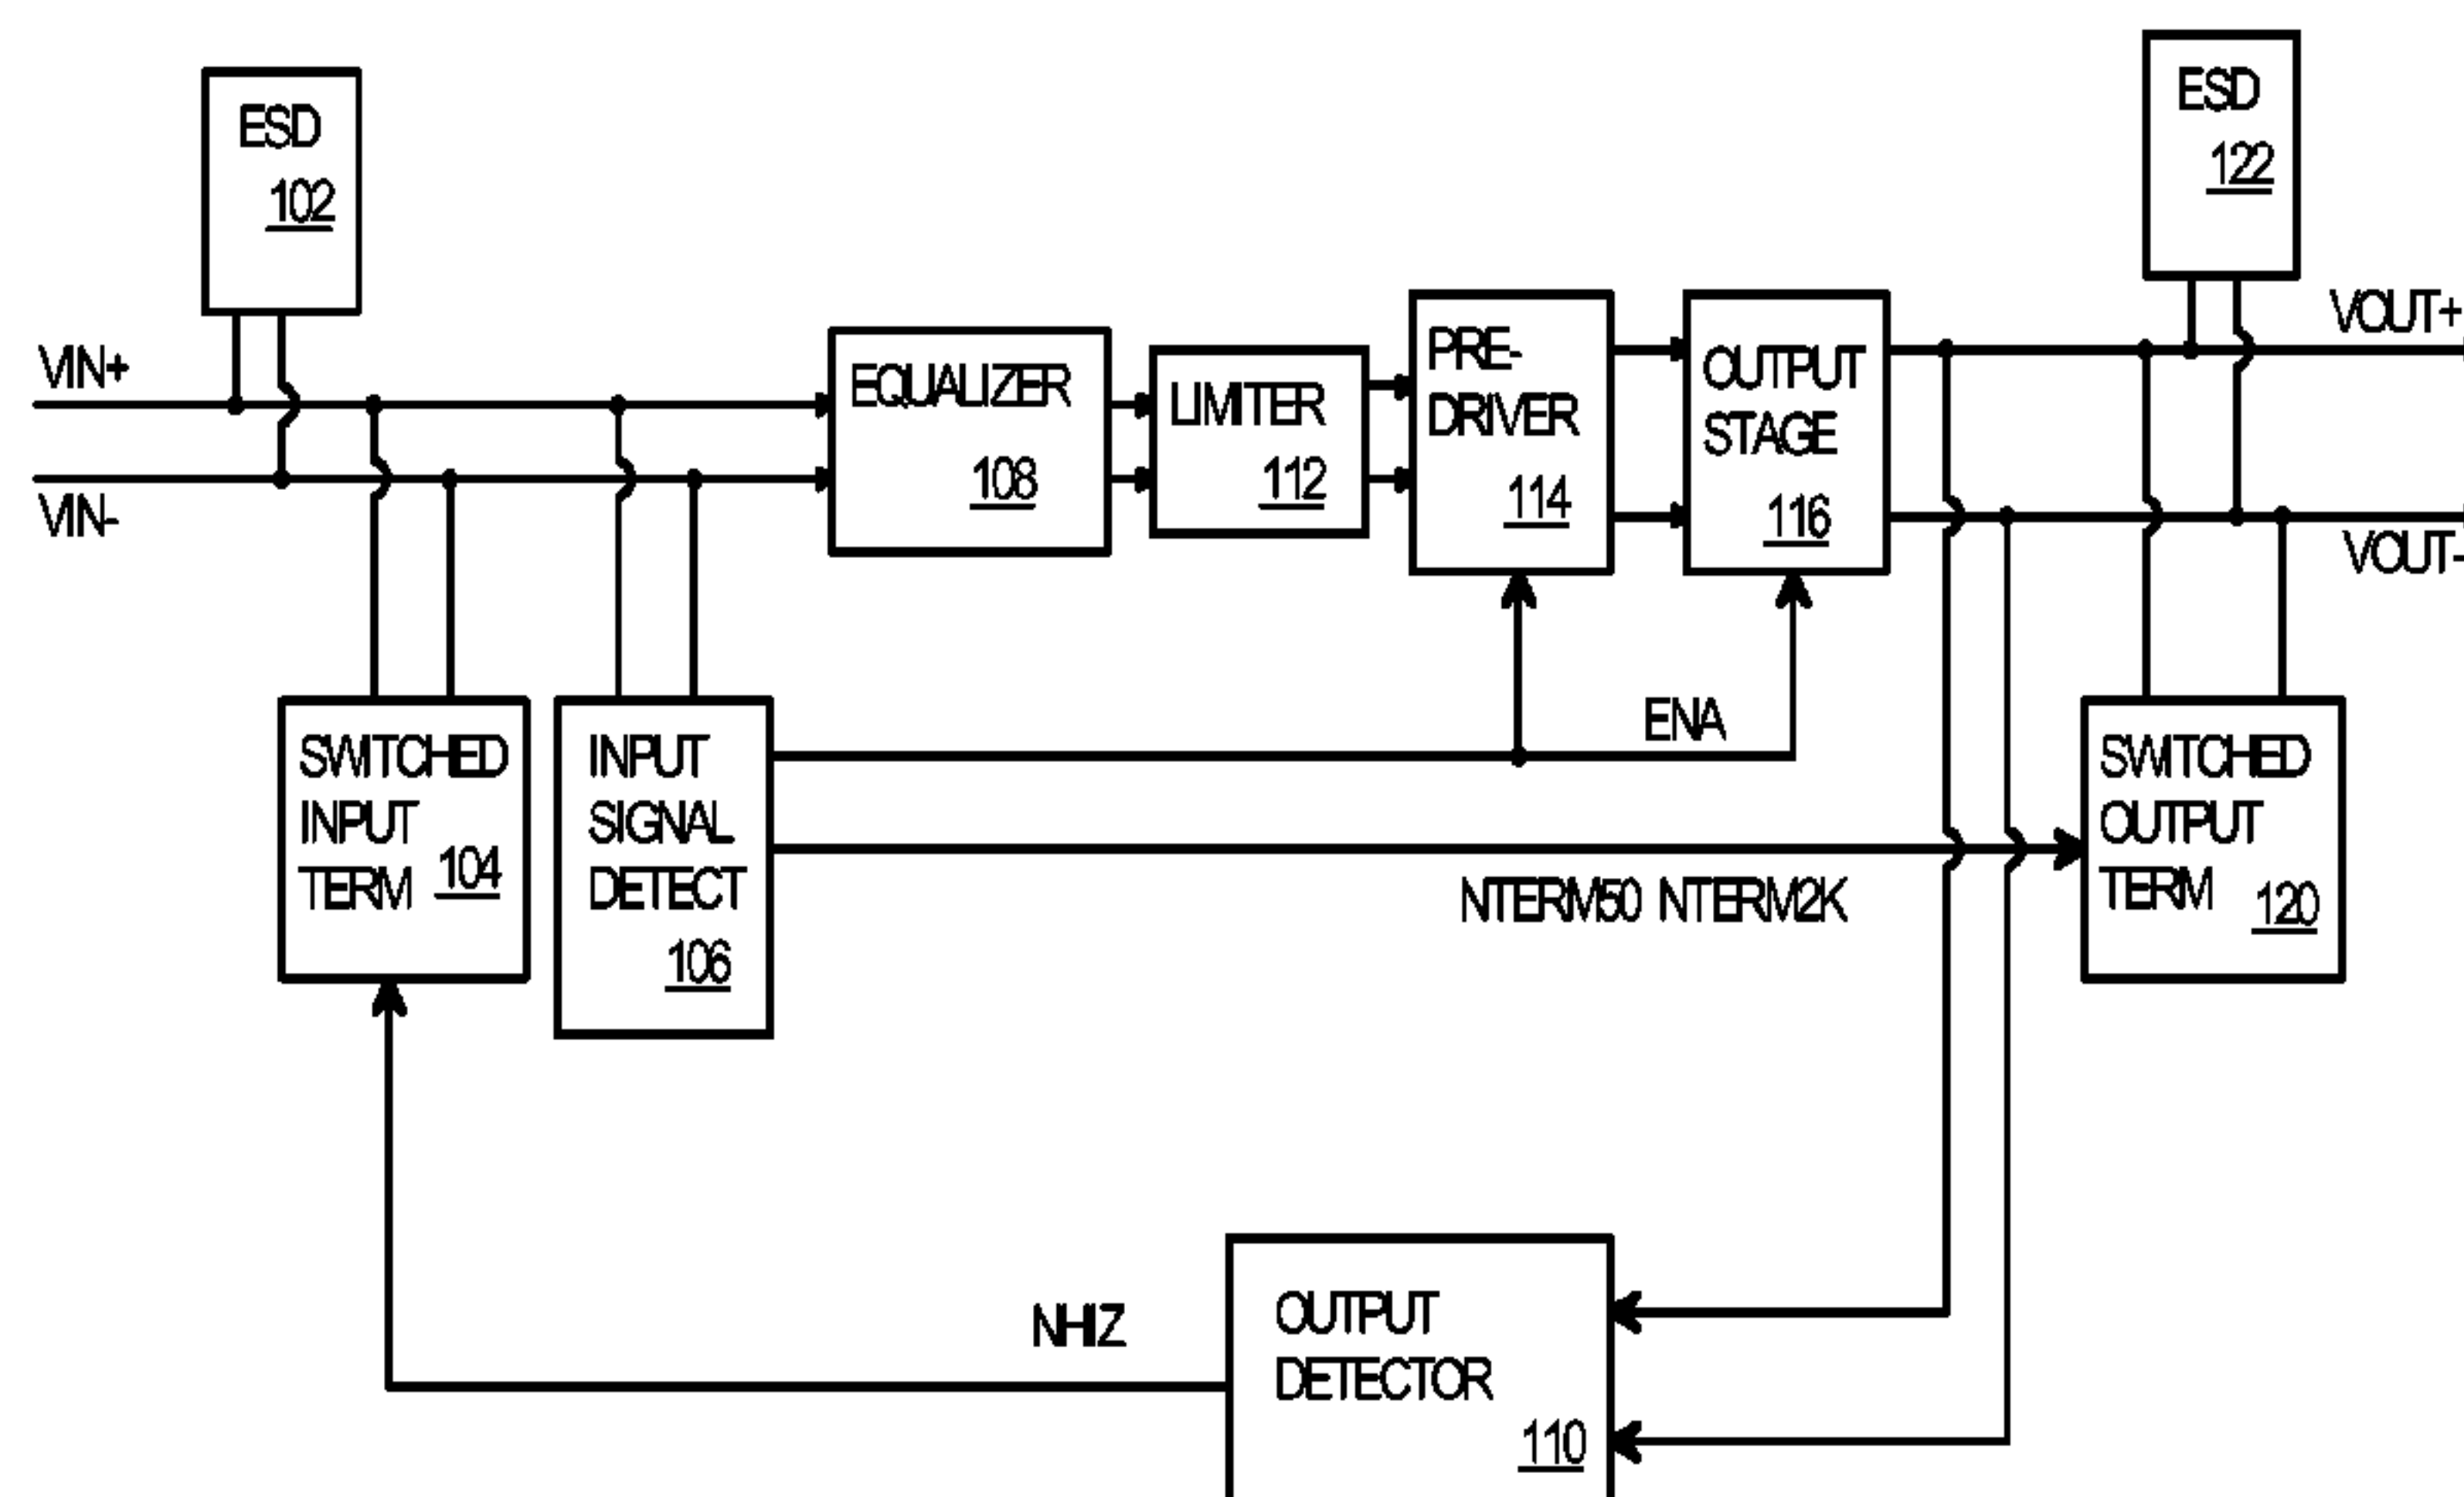 ESD
102
ESD
122
VIN+
VIN-
EQUALIZER
108
LIMITER
112
PRE-
DRIVER
114
OUTPUT
STAGE
116
VOUT+
VOUT-
SWITCHED
INPUT
TERM
104
INPUT
SIGNAL
DETECT
106
ENA
NTERM50 NTERM2K
SWITCHED
OUTPUT
TERM
120
NHIZ
OUTPUT
DETECTOR
110